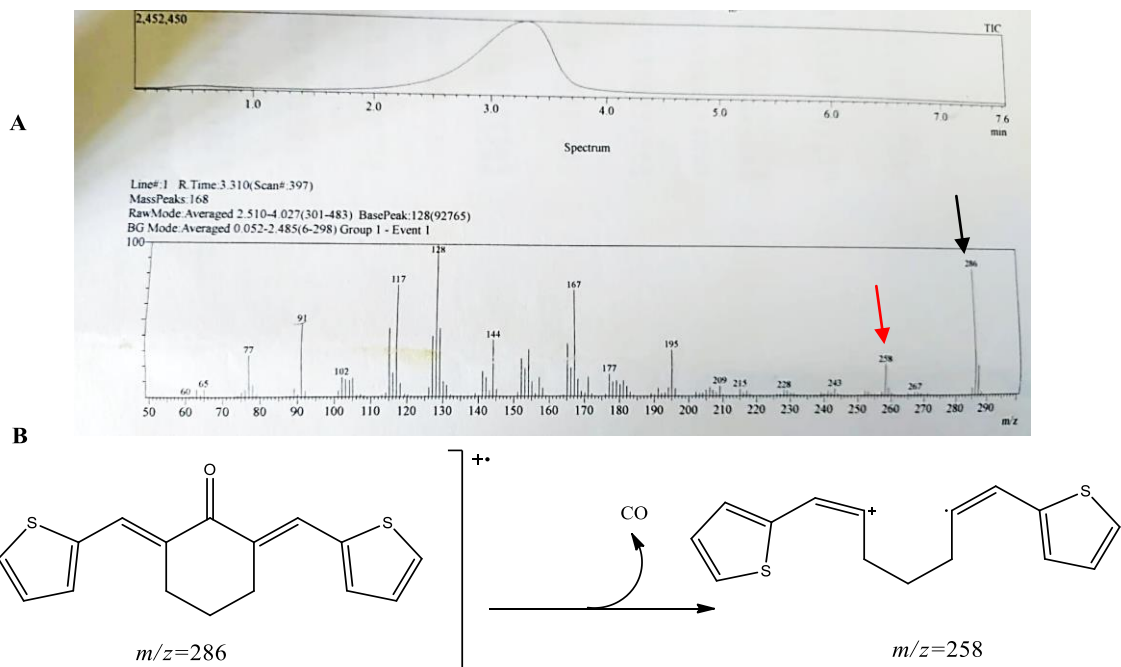 2,452,450
TIC
1.0 2.0 3.0 4.0 5.0 6.0 7.0 7.6
min
A
Spectrum
Line#:1 R.Time:3.310(Scan#:397)
MassPeaks:168
RawMode:Averaged 2.510-4.027(301-483) BasePeak:128(92765)
BG Mode:Averaged 0.052-2.485(6-298) Group 1 - Event 1
100
128
286
117
167
91
144
195
77
258
102
177
60 65
209 215 228 243 267
50 60 70 80 90 100 110 120 130 140 150 160 170 180 190 200 210 220 230 240 250 260 270 280 290
m/z
B
+•
O
S
S
CO
+
•
S
S
m/z=286
m/z=258